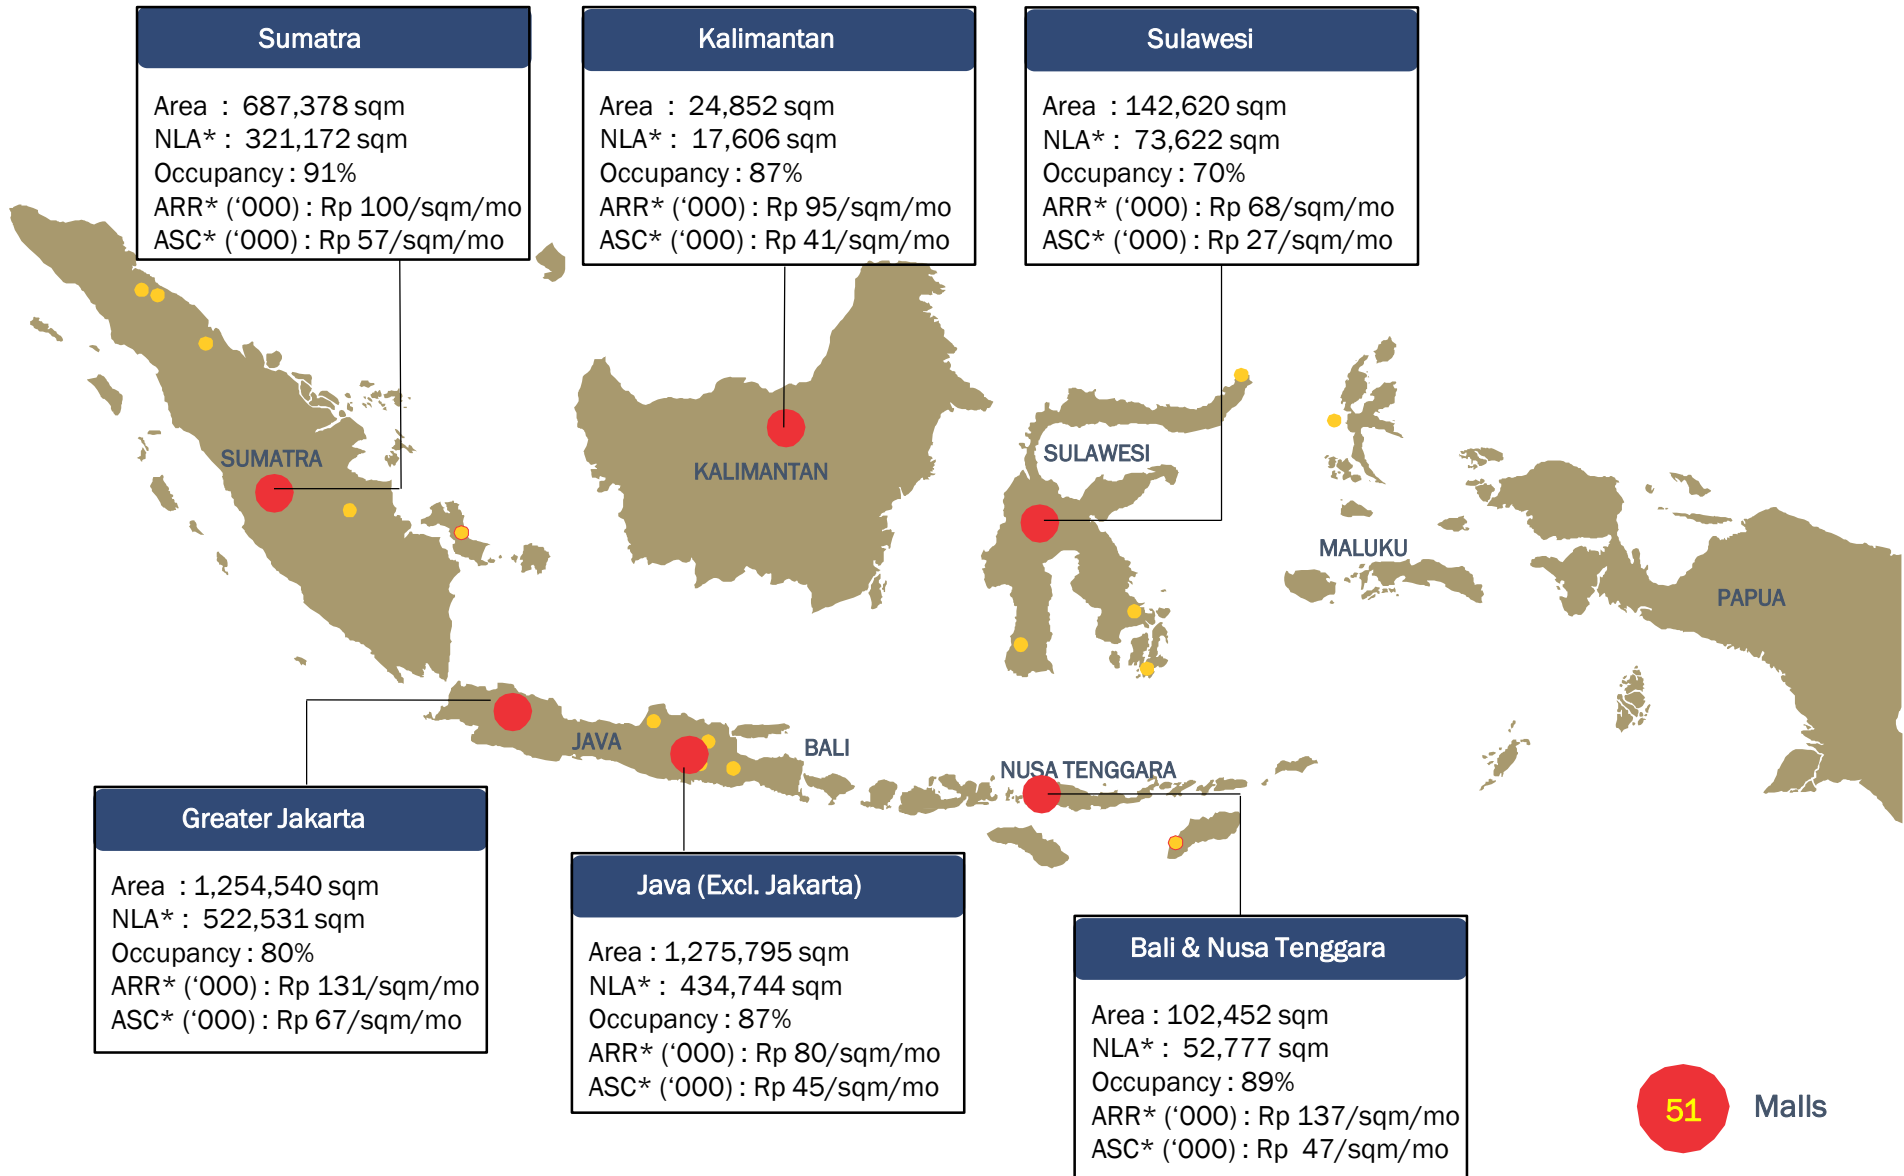 Sumatra
Area : 687,378 sqm
NLA* : 321,172 sqm
Occupancy : 91%
ARR* (‘000) : Rp 100/sqm/mo
ASC* (‘000) : Rp 57/sqm/mo
Kalimantan
Area : 24,852 sqm
NLA* : 17,606 sqm
Occupancy : 87%
ARR* (‘000) : Rp 95/sqm/mo
ASC* (‘000) : Rp 41/sqm/mo
Sulawesi
Area : 142,620 sqm
NLA* : 73,622 sqm
Occupancy : 70%
ARR* (‘000) : Rp 68/sqm/mo
ASC* (‘000) : Rp 27/sqm/mo
SUMATRA
KALIMANTAN
SULAWESI
MALUKU
PAPUA
JAVA
BALI
NUSA TENGGARA
Greater Jakarta
Area : 1,254,540 sqm
NLA* : 522,531 sqm
Occupancy : 80%
ARR* (‘000) : Rp 131/sqm/mo
ASC* (‘000) : Rp 67/sqm/mo
Java (Excl. Jakarta)
Area : 1,275,795 sqm
NLA* : 434,744 sqm
Occupancy : 87%
ARR* (‘000) : Rp 80/sqm/mo
ASC* (‘000) : Rp 45/sqm/mo
Bali & Nusa Tenggara
Area : 102,452 sqm
NLA* : 52,777 sqm
Occupancy : 89%
ARR* (‘000) : Rp 137/sqm/mo
ASC* (‘000) : Rp 47/sqm/mo
51 Malls